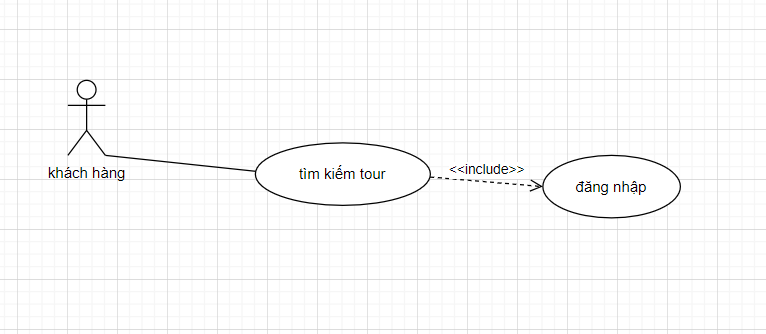 khách hàng
tìm kiếm tour
<<include>>
đăng nhập